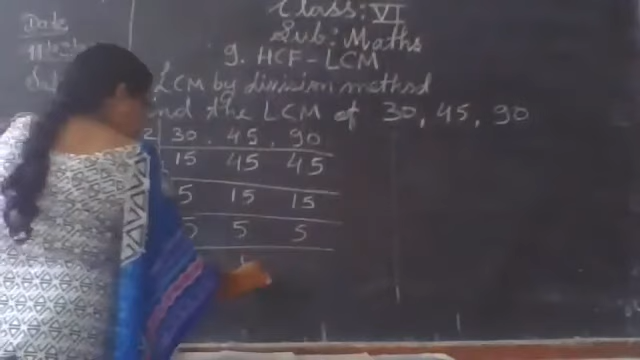 Class: VI
Date
Sub: Maths
9. HCF - LCM
LCM by division method
the LCM of 30, 45, 90
2 30, 45, 90
15 45 45
5 15 15
5 5